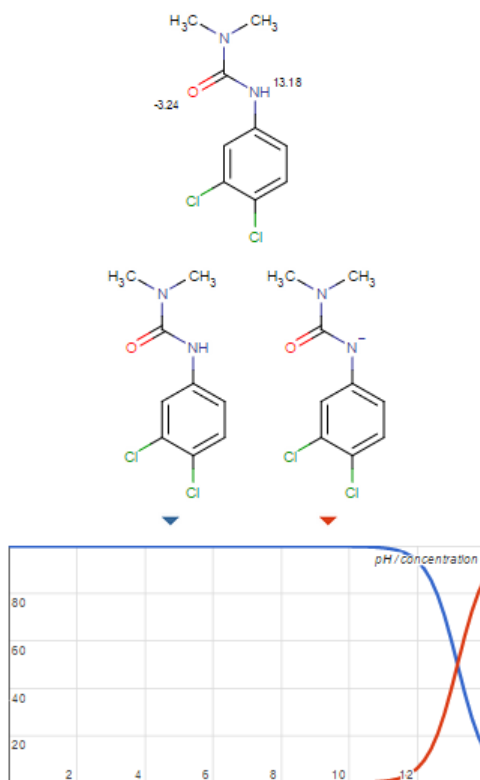 H₃C CH₃
N
13.18
O NH
-3.24
Cl
Cl
H₃C CH₃ H₃C CH₃
N N
O NH O N⁻
Cl Cl
Cl Cl
pH / concentration
80
60
40
20
2 4 6 8 10 12